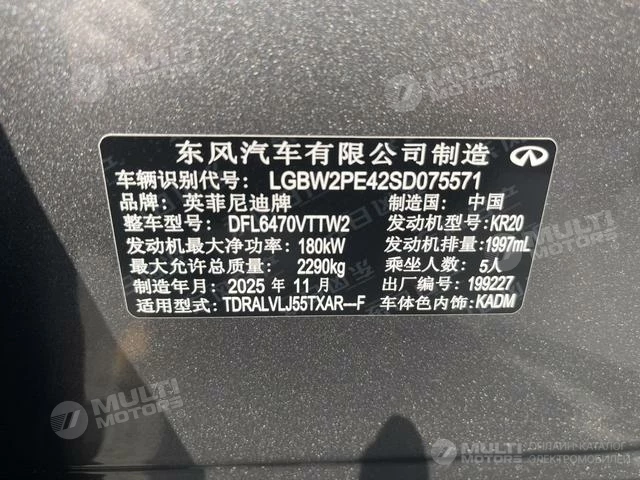 东风汽车有限公司制造
车辆识别代号: LGBW2PE42SD075571
品牌: 英菲尼迪牌 制造国: 中国
整车型号: DFL6470VTTW2 发动机型号: KR20
发动机最大净功率: 180kW 发动机排量: 1997mL
最大允许总质量: 2290kg 乘坐人数: 5人
制造年月: 2025 年 11 月 出厂编号: 199227
适用型式: TDRALVLJ55TXAR—F 车体色内饰: KADM
MULTI MOTORS
MULTI MOTORS
ОНЛАЙН-КАТАЛОГ
ЭЛЕКТРОМОБИЛЕЙ